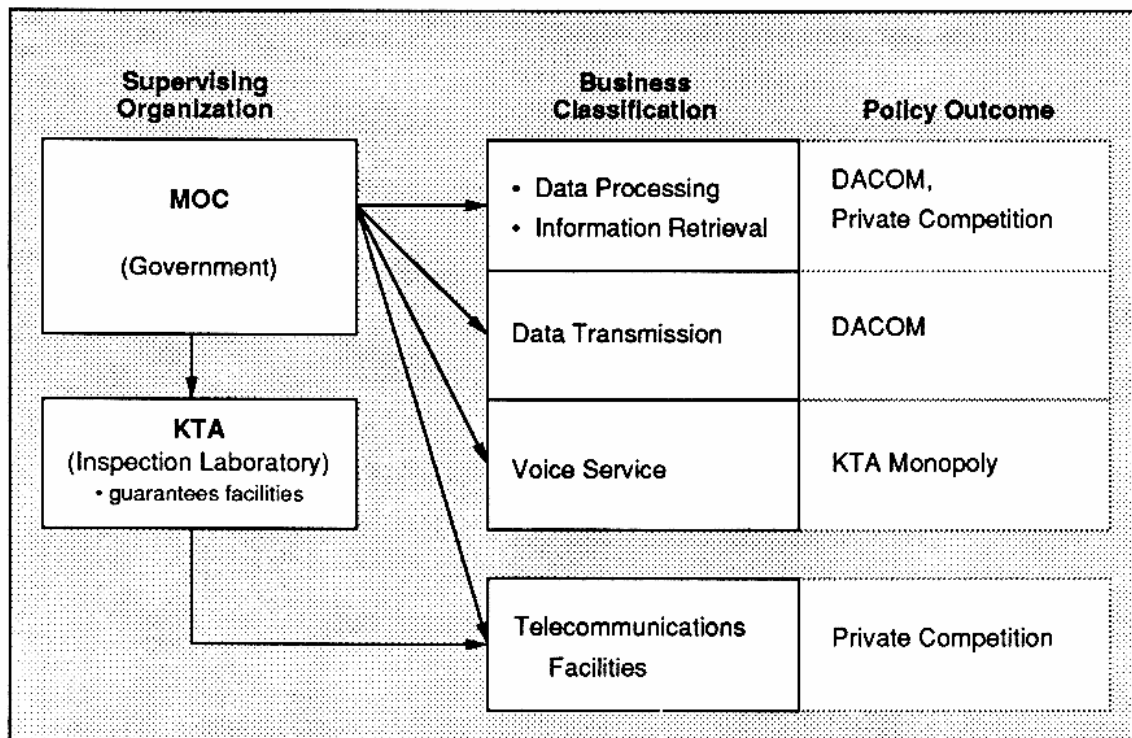 Supervising
Organization
Business
Classification
Policy Outcome
MOC
(Government)
• Data Processing
• Information Retrieval
DACOM,
Private Competition
Data Transmission
DACOM
KTA
(Inspection Laboratory)
• guarantees facilities
Voice Service
KTA Monopoly
Telecommunications
Facilities
Private Competition